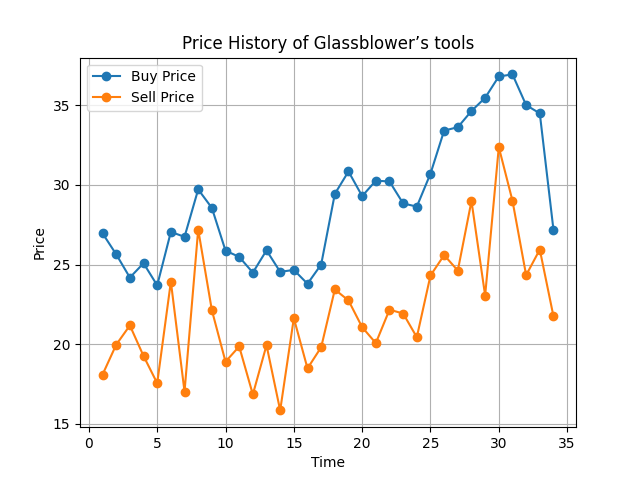 Price History of Glassblower’s tools
Buy Price
Sell Price
35
30
25
20
15
Price
0 5 10 15 20 25 30 35
Time